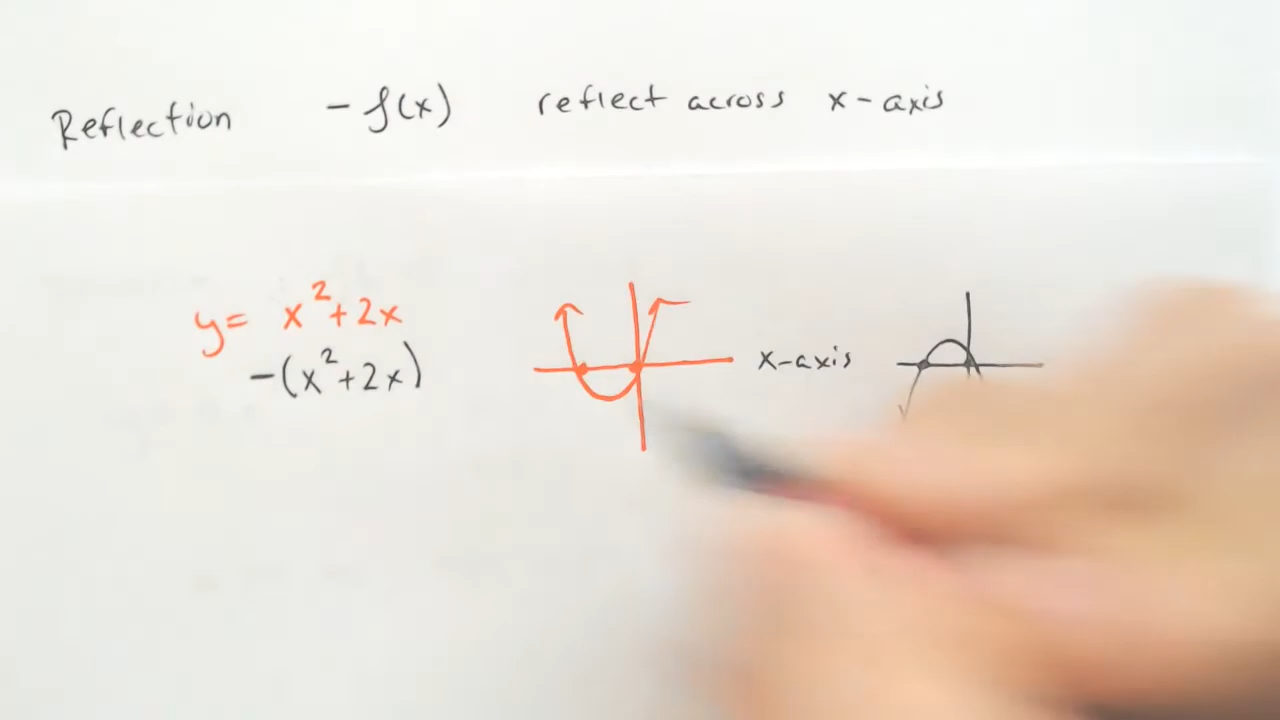 Reflection -f(x) reflect across x-axis
y= x²+2x
-(x²+2x)
x-axis